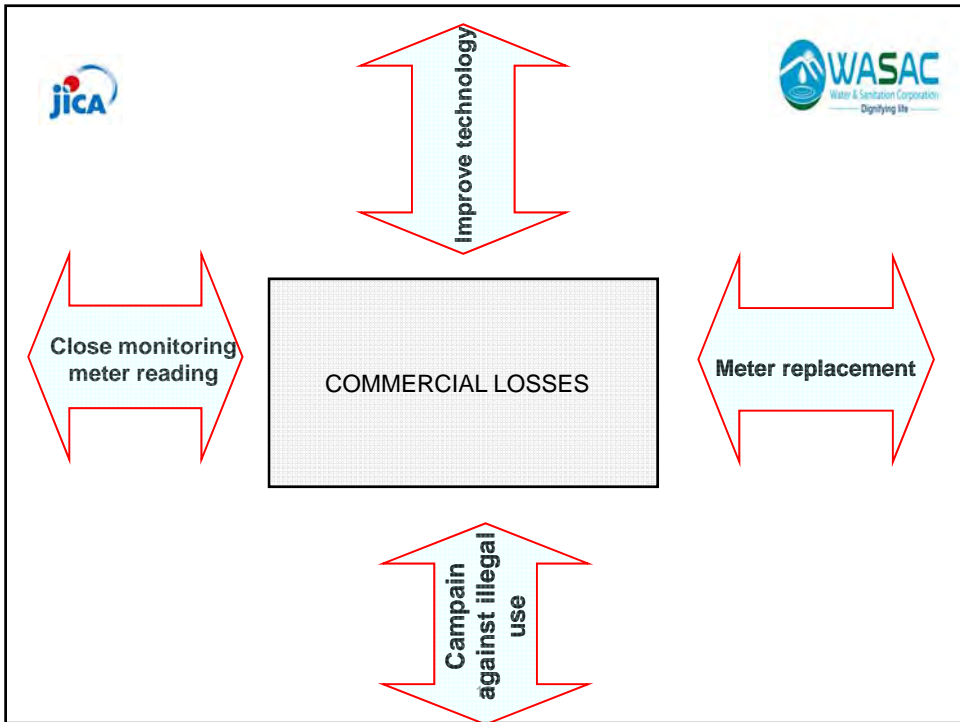 jica
WASAC
Water & Sanitation Corporation
Dignifying life
Improve technology
Close monitoring
meter reading
COMMERCIAL LOSSES
Meter replacement
Campain
against illegal
use